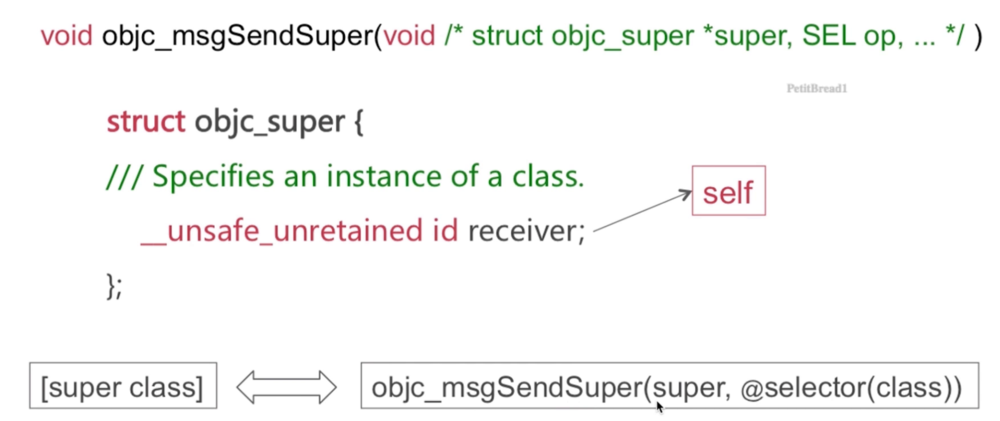 void objc_msgSendSuper(void /* struct objc_super *super, SEL op, ... */ )
PetitBread1
struct objc_super {
/// Specifies an instance of a class.
__unsafe_unretained id receiver;
self
};
[super class]
objc_msgSendSuper(super, @selector(class))